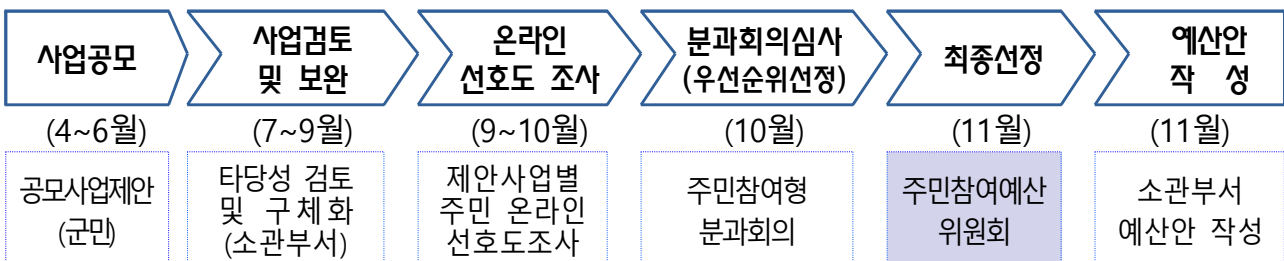 사업공모
사업검토
및 보완
온라인
선호도 조사
분과회의심사
(우선순위선정)
최종선정
예산안
작 성
(4~6월)
(7~9월)
(9~10월)
(10월)
(11월)
(11월)
공모사업제안
(군민)
타당성 검토
및 구체화
(소관부서)
제안사업별
주민 온라인
선호도조사
주민참여형
분과회의
주민참여예산
위원회
소관부서
예산안 작성